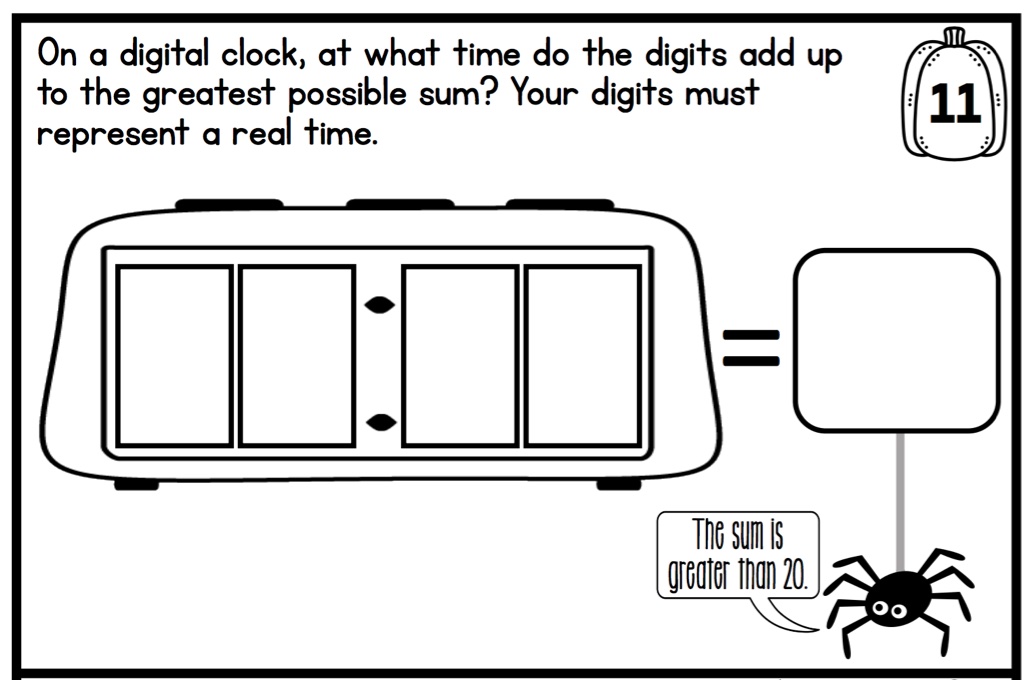 On a digital clock, at what time do the digits add up
to the greatest possible sum? Your digits must
represent a real time.
11
The sum is
greater than 20.